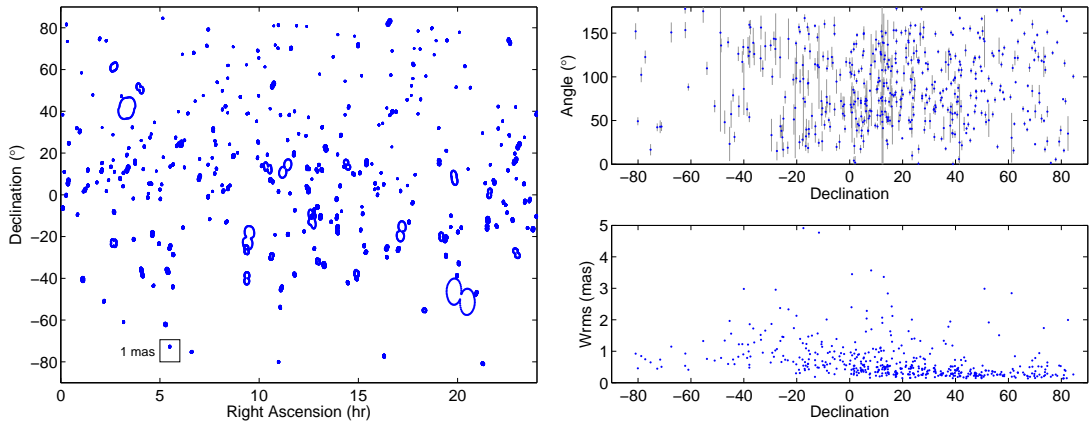 80
60
40
20
0
−20
−40
−60
−80
Declination (°)
1 mas
0 5 10 15 20
Right Ascension (hr)
150
100
50
0
Angle (°)
−80 −60 −40 −20 0 20 40 60 80
Declination
5
4
3
2
1
0
Wrms (mas)
−80 −60 −40 −20 0 20 40 60 80
Declination